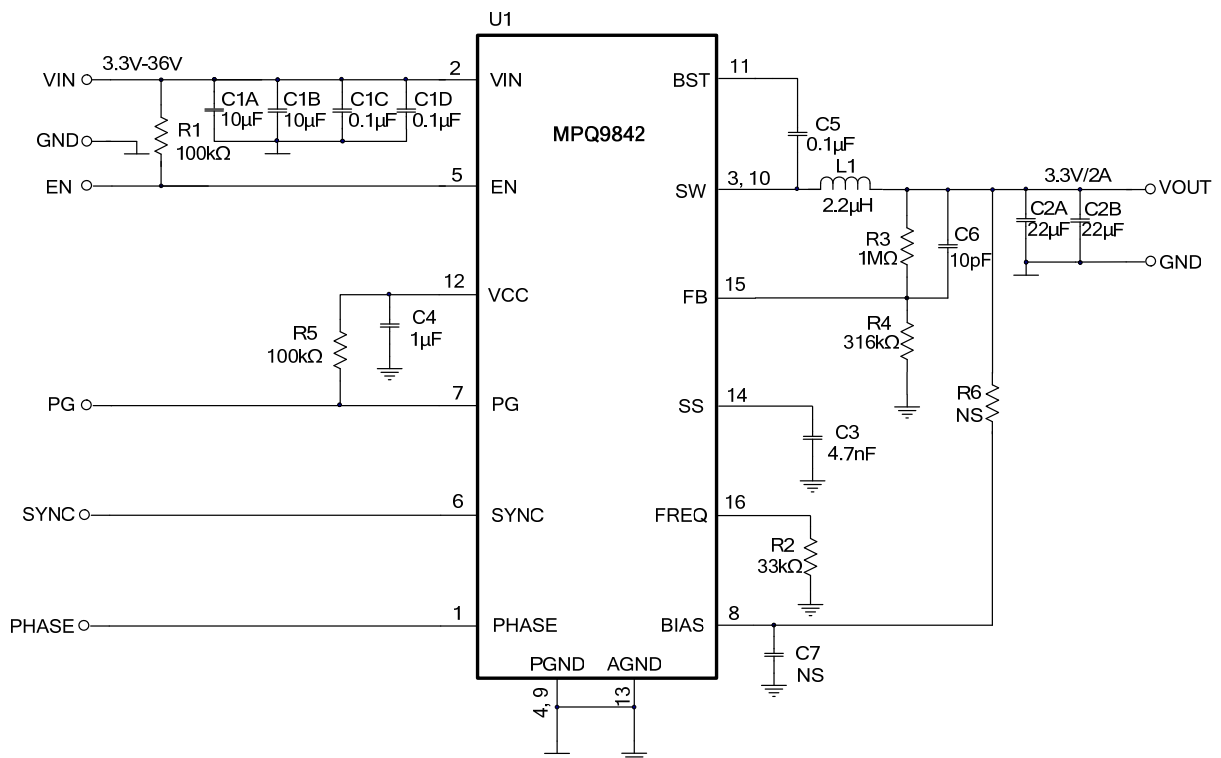 U1
MPQ9842
VIN
3.3V-36V
2
VIN
C1A
10µF
C1B
10µF
C1C
0.1µF
C1D
0.1µF
GND
R1
100kΩ
EN
5
EN
12
VCC
R5
100kΩ
C4
1µF
PG
7
PG
SYNC
6
SYNC
PHASE
1
PHASE
PGND
AGND
4, 9
13
BST
11
C5
0.1µF
SW
3, 10
L1
2.2µH
3.3V/2A
VOUT
C2A
22µF
C2B
22µF
GND
R3
1MΩ
C6
10pF
FB
15
R4
316kΩ
R6
NS
SS
14
C3
4.7nF
FREQ
16
R2
33kΩ
BIAS
8
C7
NS